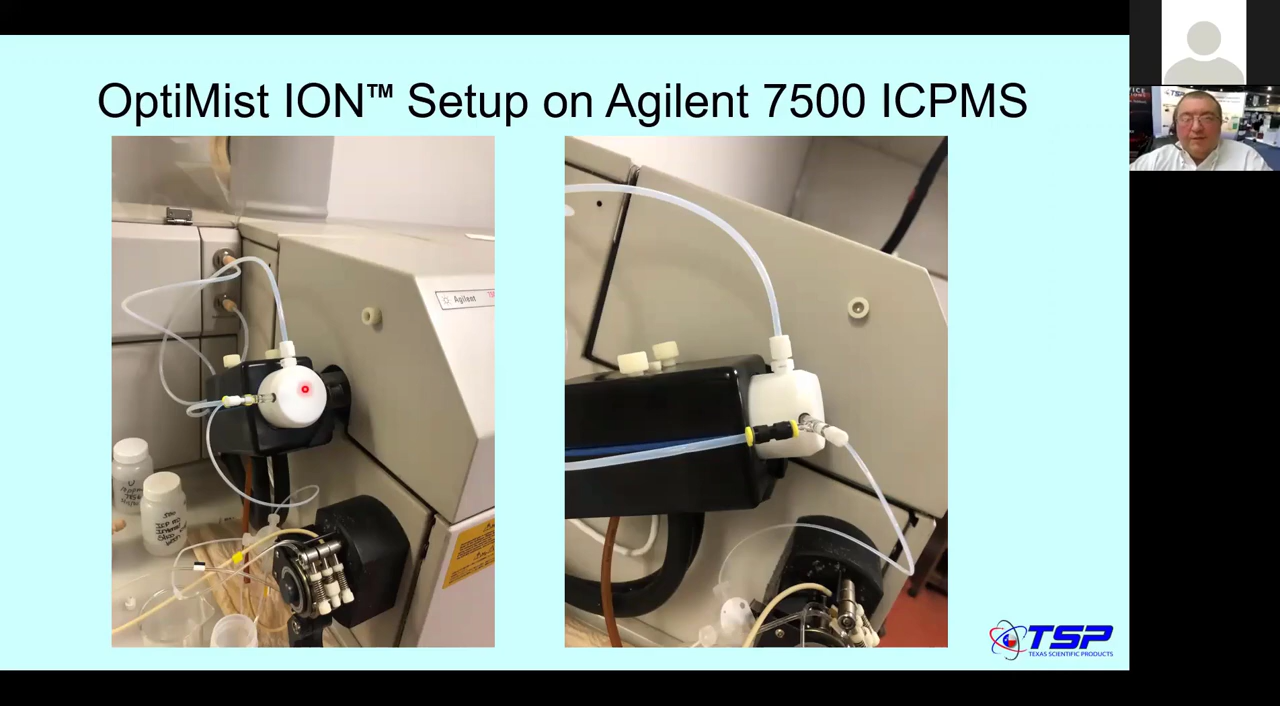 OptiMist ION™ Setup on Agilent 7500 ICPMS
Agilent
TSP
TEXAS SCIENTIFIC PRODUCTS